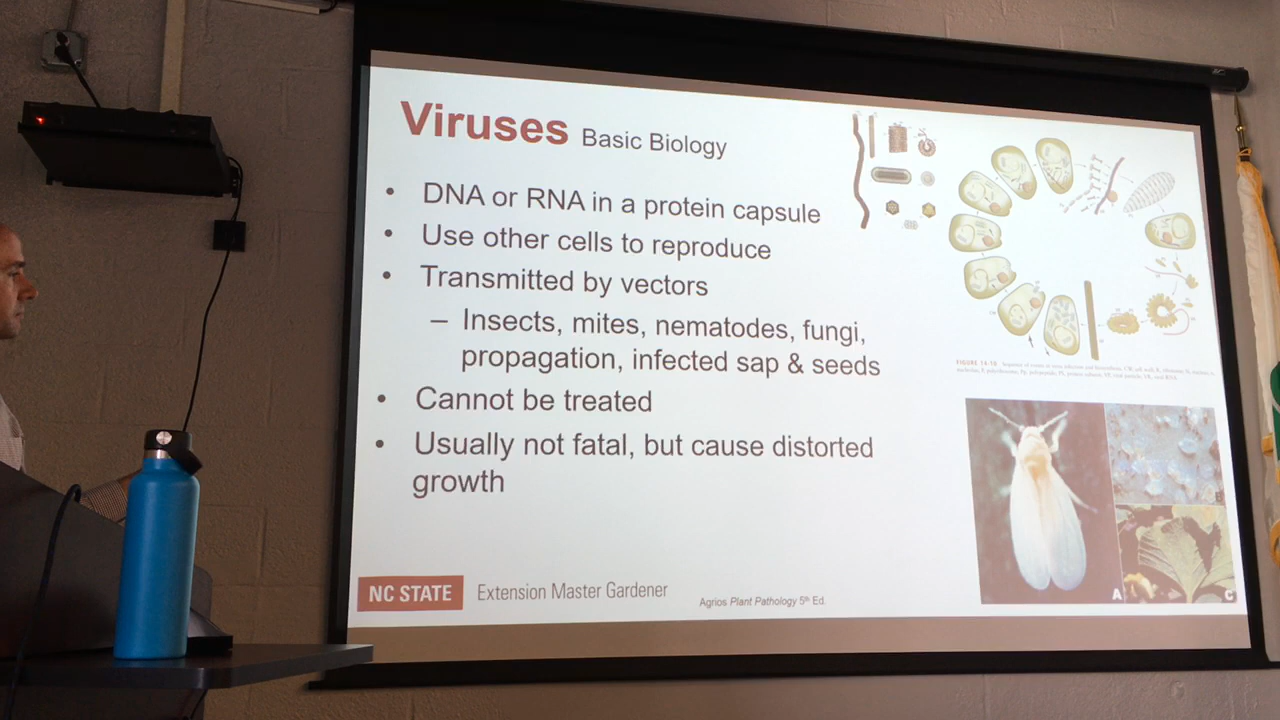 Viruses Basic Biology
• DNA or RNA in a protein capsule
• Use other cells to reproduce
• Transmitted by vectors
– Insects, mites, nematodes, fungi,
propagation, infected sap & seeds
• Cannot be treated
• Usually not fatal, but cause distorted
growth
A
B
C
NC STATE Extension Master Gardener
Agrios Plant Pathology 5th Ed.